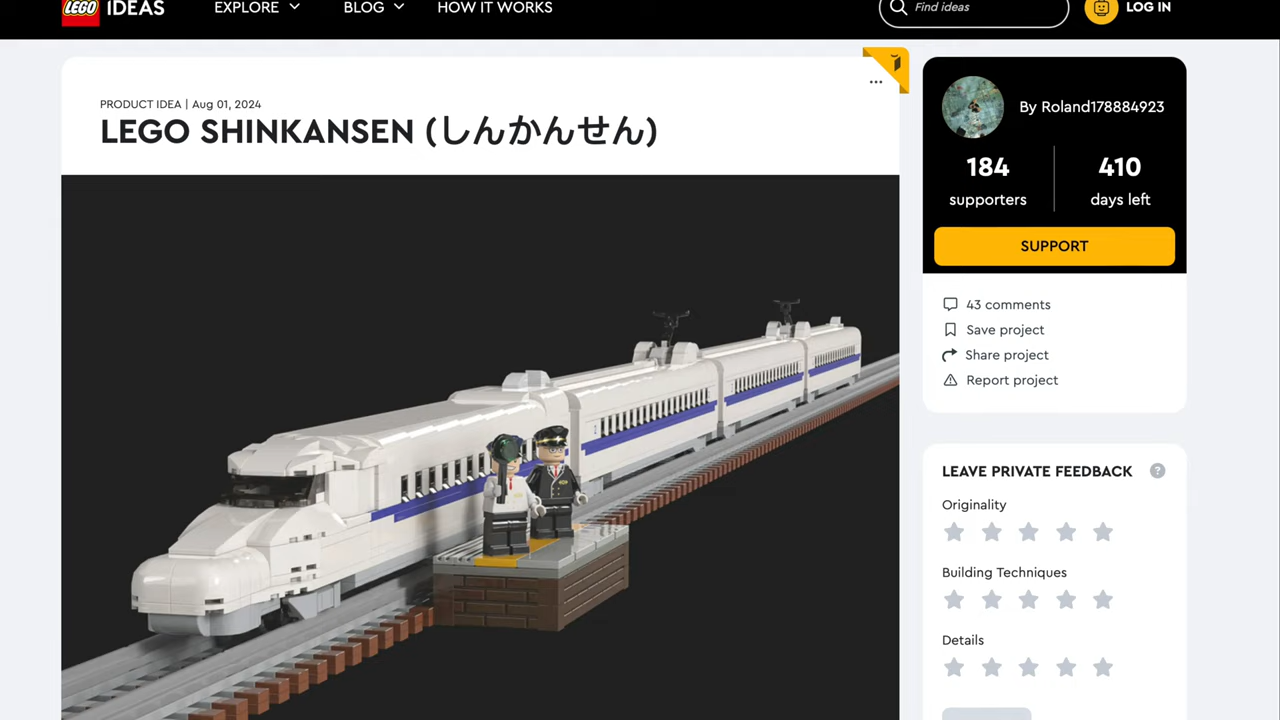 LEGO IDEAS
EXPLORE
BLOG
HOW IT WORKS
Find ideas
LOG IN
PRODUCT IDEA | Aug 01, 2024
LEGO SHINKANSEN (しんかんせん)
By Roland178884923
184
supporters
410
days left
SUPPORT
43 comments
Save project
Share project
Report project
LEAVE PRIVATE FEEDBACK ?
Originality
Building Techniques
Details